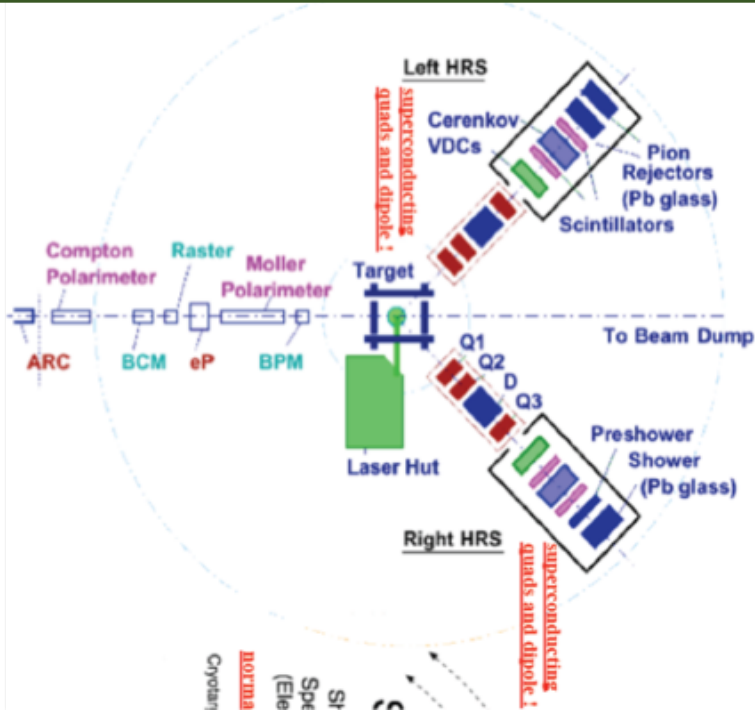 Left HRS
superconducting
quads and dipole !
Cerenkov
VDCs
Pion
Rejectors
(Pb glass)
Scintillators
Compton
Polarimeter
Raster
Moller
Polarimeter
Target
To Beam Dump
ARC
BCM
eP
BPM
Q1
Q2
D
Q3
Laser Hut
Preshower
Shower
(Pb glass)
Right HRS
superconducting
quads and dipole !